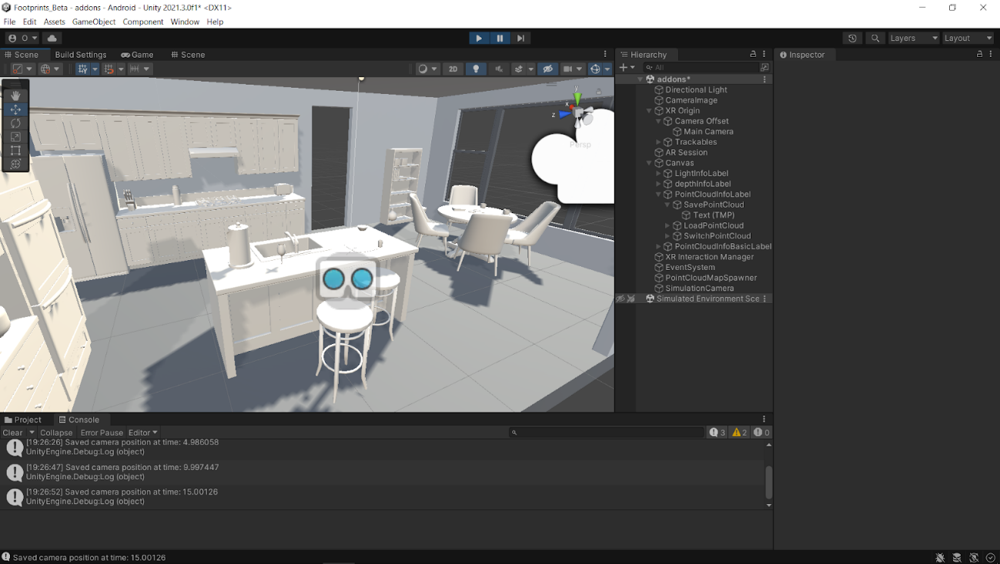 Footprints_Beta - addons - Android - Unity 2021.3.0f1* <DX11>
File Edit Assets GameObject Component Window Help
O Layers Layout
Scene Build Settings Game Scene Hierarchy Inspector
2D All
addons*
Directional Light
CameraImage
XR Origin
Camera Offset
Main Camera
Trackables
AR Session
Canvas
LightInfoLabel
depthInfoLabel
PointCloudInfoLabel
SavePointCloud
Text (TMP)
LoadPointCloud
SwitchPointCloud
PointCloudInfoBasicLabel
XR Interaction Manager
EventSystem
PointCloudMapSpawner
SimulationCamera
Simulated Environment Sce
y
x
z
Persp
Project Console
Clear Collapse Error Pause Editor 3 2 0
[19:26:26] Saved camera position at time: 4.986058
UnityEngine.Debug:Log (object)
[19:26:47] Saved camera position at time: 9.997447
UnityEngine.Debug:Log (object)
[19:26:52] Saved camera position at time: 15.00126
UnityEngine.Debug:Log (object)
Saved camera position at time: 15.00126